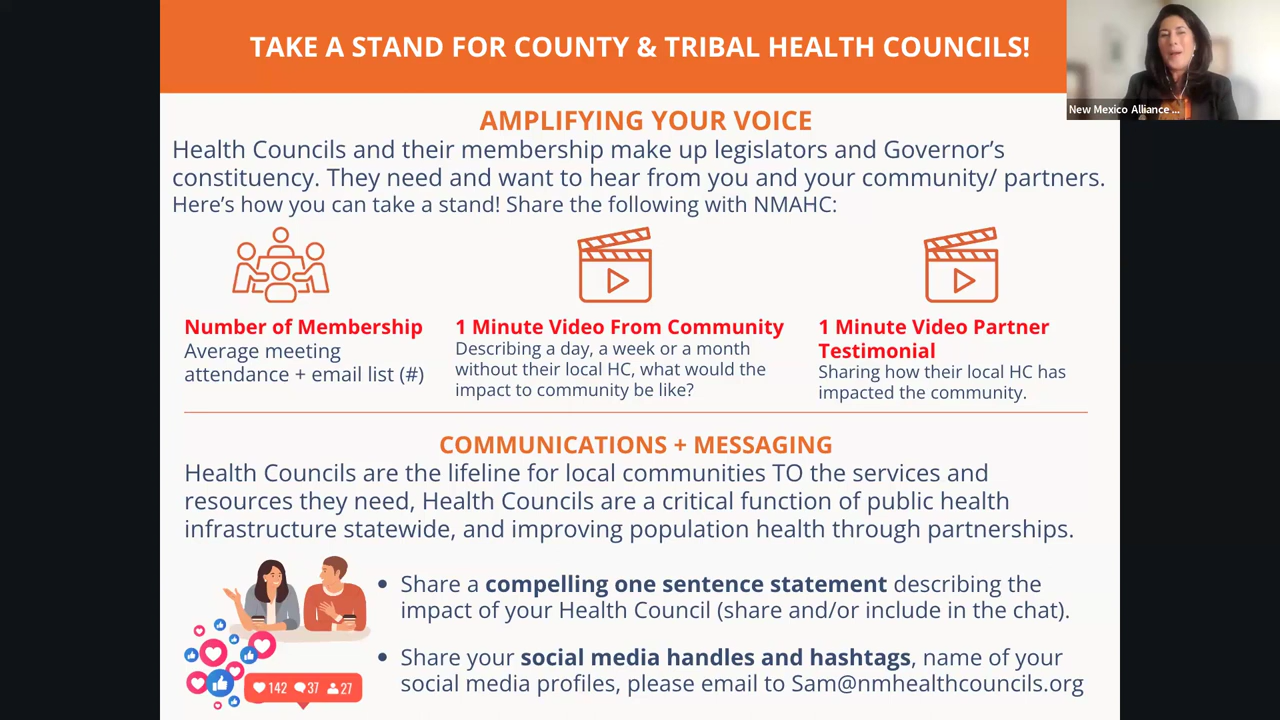 TAKE A STAND FOR COUNTY & TRIBAL HEALTH COUNCILS!
New Mexico Alliance ...
AMPLIFYING YOUR VOICE
Health Councils and their membership make up legislators and Governor's
constituency. They need and want to hear from you and your community/ partners.
Here's how you can take a stand! Share the following with NMAHC:
Number of Membership
Average meeting
attendance + email list (#)
1 Minute Video From Community
Describing a day, a week or a month
without their local HC, what would the
impact to community be like?
1 Minute Video Partner
Testimonial
Sharing how their local HC has
impacted the community.
COMMUNICATIONS + MESSAGING
Health Councils are the lifeline for local communities TO the services and
resources they need, Health Councils are a critical function of public health
infrastructure statewide, and improving population health through partnerships.
• Share a compelling one sentence statement describing the
impact of your Health Council (share and/or include in the chat).
• Share your social media handles and hashtags, name of your
social media profiles, please email to Sam@nmhealthcouncils.org
142 37 27